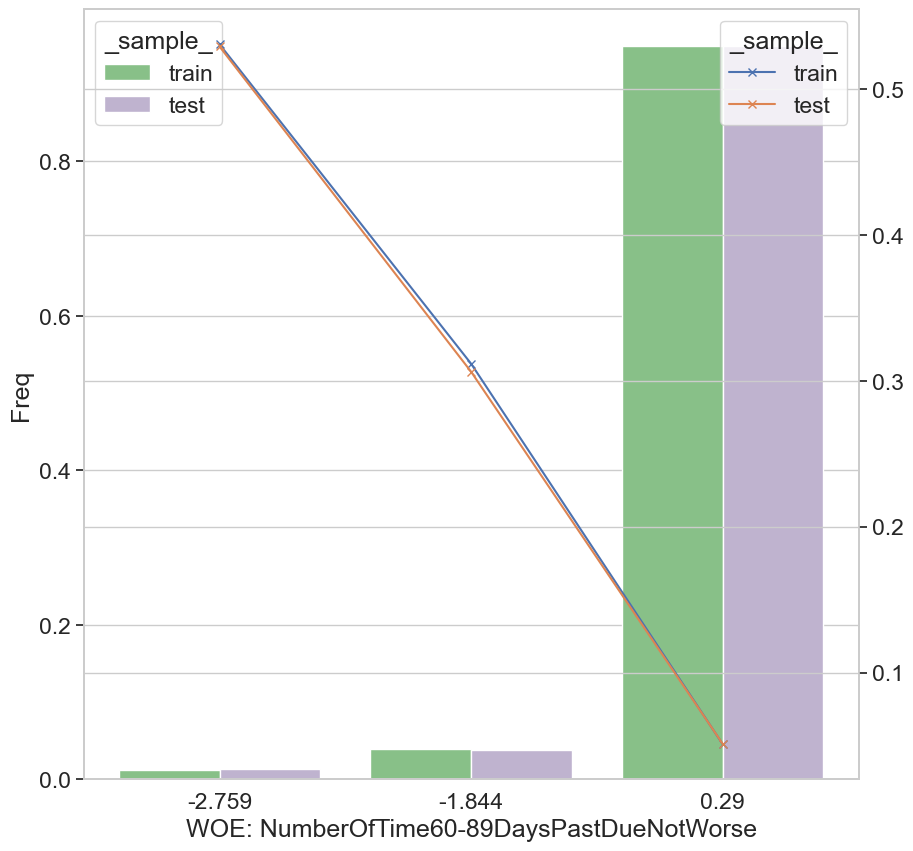 _sample_
train
test
_sample_
train
test
0.8
0.6
0.4
0.2
0.0
Freq
0.5
0.4
0.3
0.2
0.1
-2.759 -1.844 0.29
WOE: NumberOfTime60-89DaysPastDueNotWorse